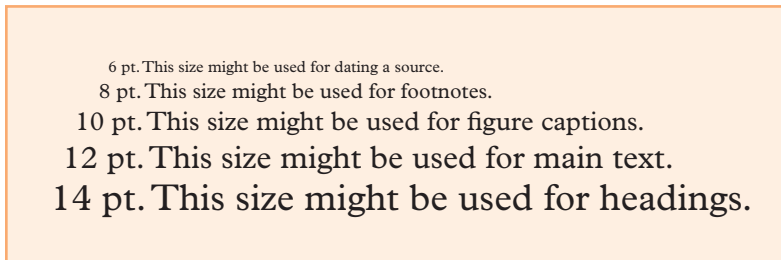 6 pt. This size might be used for dating a source.
8 pt. This size might be used for footnotes.
10 pt. This size might be used for figure captions.
12 pt. This size might be used for main text.
14 pt. This size might be used for headings.